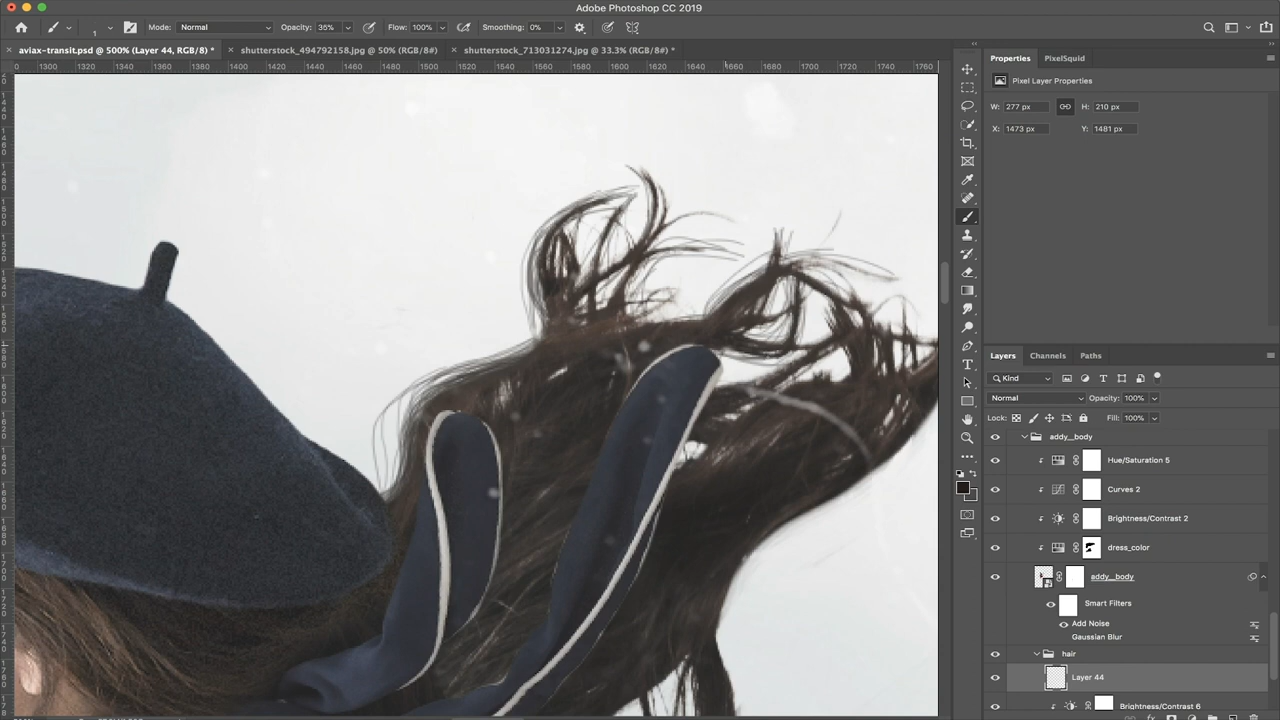 Adobe Photoshop CC 2019
1 Mode: Normal Opacity: 35% Flow: 100% Smoothing: 0%
× aviax-transit.psd @ 500% (Layer 44, RGB/8) * × shutterstock_494792158.jpg @ 50% (RGB/8#) × shutterstock_713031274.jpg @ 33.3% (RGB/8#) *
0 1300 1320 1340 1360 1380 1400 1420 1440 1460 1480 1500 1520 1540 1560 1580 1600 1620 1640 1660 1680 1700 1720 1740 1760
Properties PixelSquid
Pixel Layer Properties
W: 277 px H: 210 px
X: 1473 px Y: 1481 px
Layers Channels Paths
Kind
Normal Opacity: 100%
Lock: Fill: 100%
addy__body
Hue/Saturation 5
Curves 2
Brightness/Contrast 2
dress_color
addy__body
Smart Filters
Add Noise
Gaussian Blur
hair
Layer 44
Brightness/Contrast 6